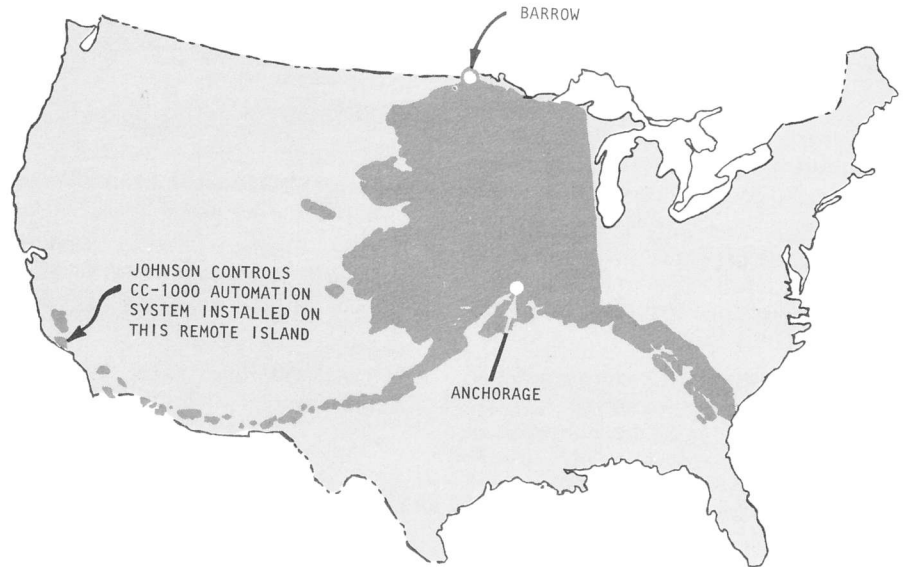 BARROW
JOHNSON CONTROLS
CC-1000 AUTOMATION
SYSTEM INSTALLED ON
THIS REMOTE ISLAND
ANCHORAGE